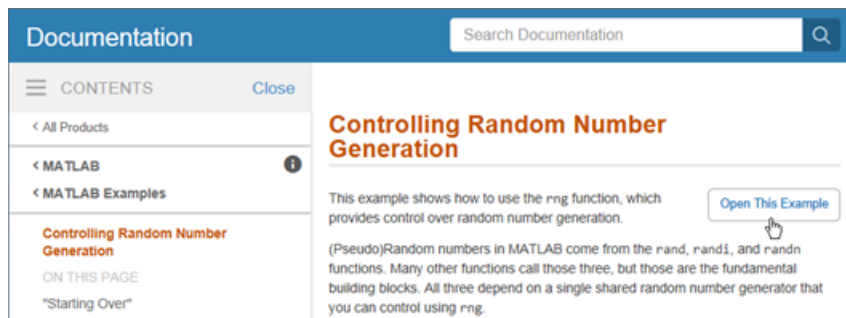 Documentation
Search Documentation
CONTENTS
Close
< All Products
< MATLAB
< MATLAB Examples
Controlling Random Number
Generation
ON THIS PAGE
"Starting Over"
Controlling Random Number
Generation
This example shows how to use the rng function, which
provides control over random number generation.
Open This Example
(Pseudo)Random numbers in MATLAB come from the rand, randi, and randn
functions. Many other functions call those three, but those are the fundamental
building blocks. All three depend on a single shared random number generator that
you can control using rng.